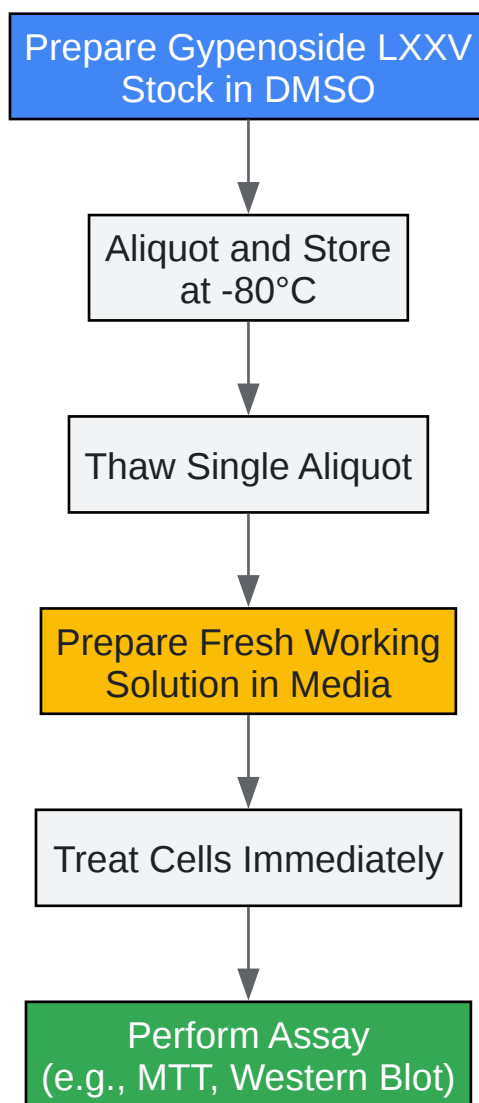 Prepare Gypenoside LXXV
Stock in DMSO
Aliquot and Store
at -80°C
Thaw Single Aliquot
Prepare Fresh Working
Solution in Media
Treat Cells Immediately
Perform Assay
(e.g., MTT, Western Blot)